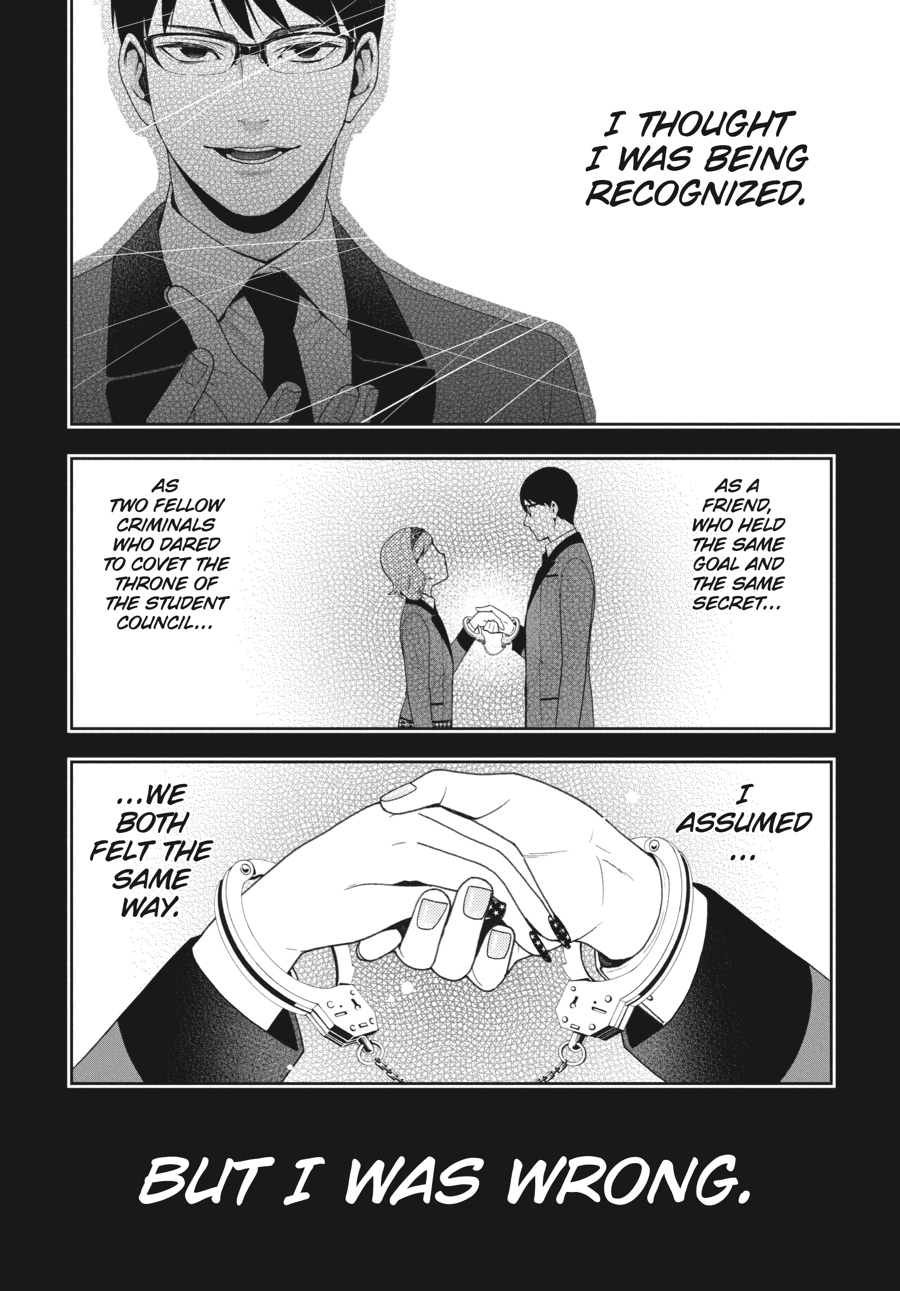 I THOUGHT
I WAS BEING
RECOGNIZED.
AS A
FRIEND,
WHO HELD
THE SAME
GOAL AND
THE SAME
SECRET...
AS
TWO FELLOW
CRIMINALS
WHO DARED
TO COVET THE
THRONE OF
THE STUDENT
COUNCIL...
I
ASSUMED
...
...WE
BOTH
FELT THE
SAME
WAY.
BUT I WAS WRONG.